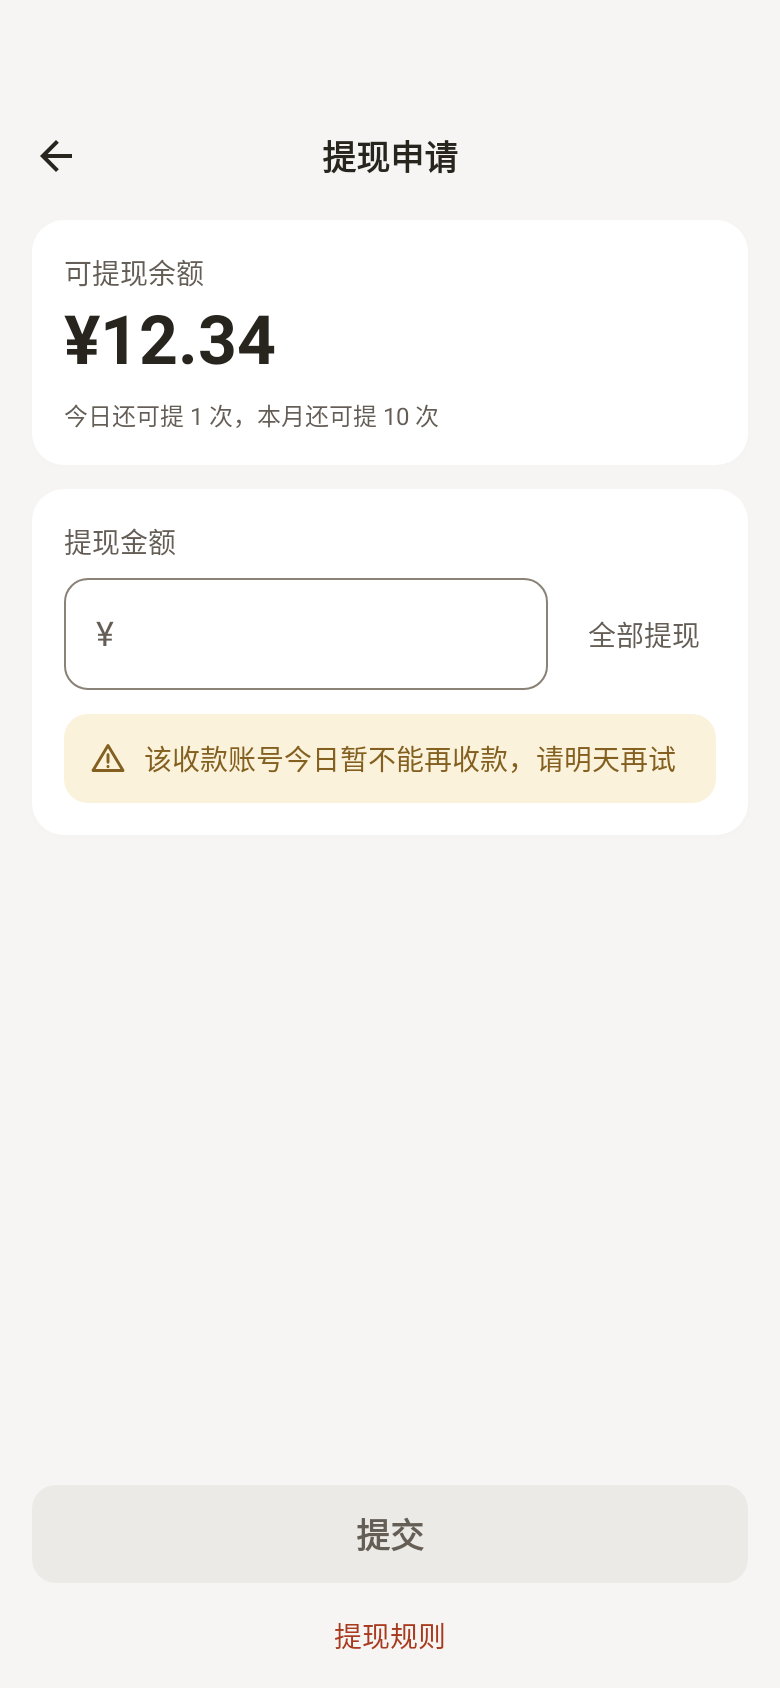 提现申请
可提现余额
¥12.34
今日还可提 1 次，本月还可提 10 次
提现金额
¥
全部提现
该收款账号今日暂不能再收款，请明天再试
提交
提现规则